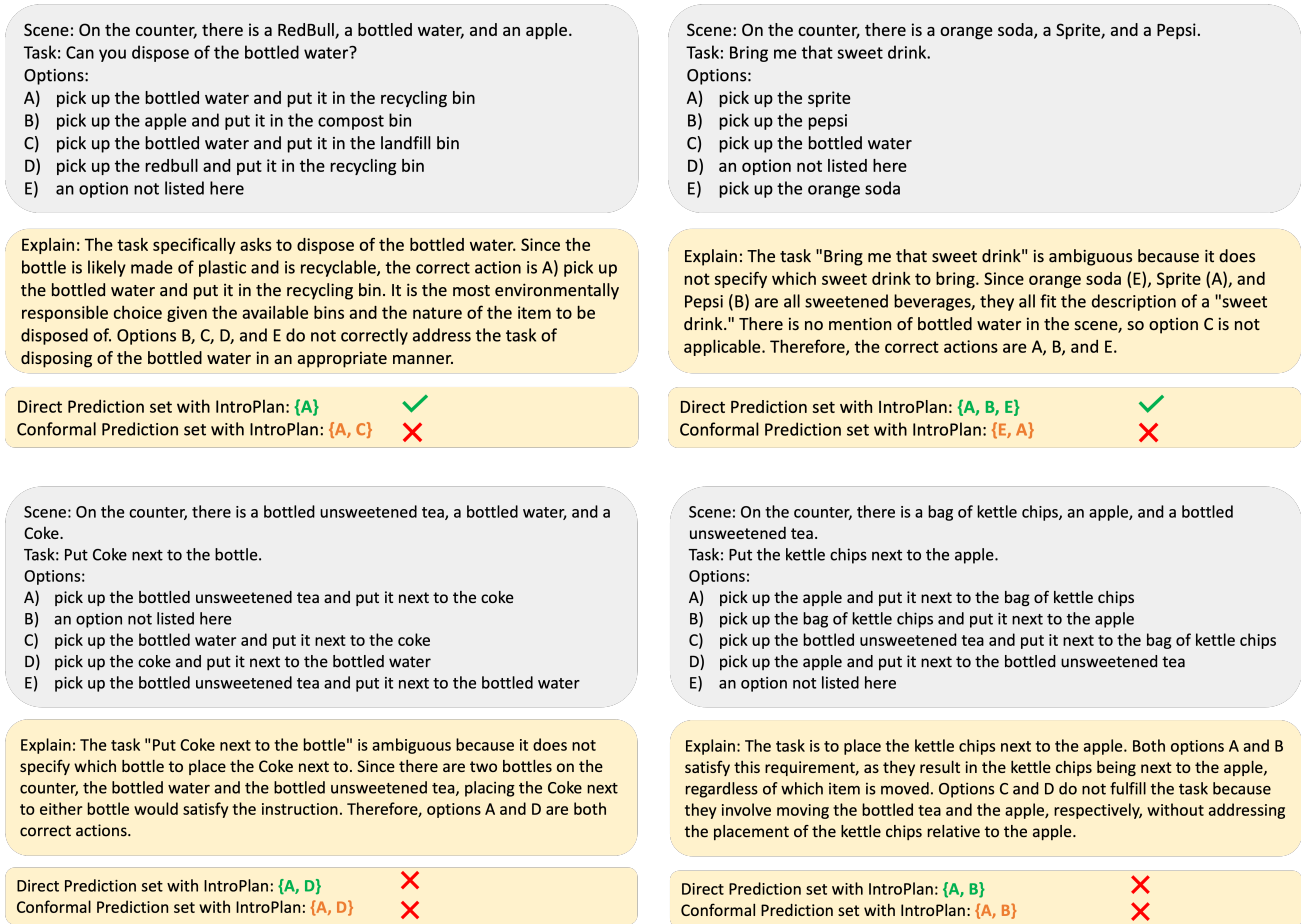 Scene: On the counter, there is a RedBull, a bottled water, and an apple.
Task: Can you dispose of the bottled water?
Options:
A) pick up the bottled water and put it in the recycling bin
B) pick up the apple and put it in the compost bin
C) pick up the bottled water and put it in the landfill bin
D) pick up the redbull and put it in the recycling bin
E) an option not listed here
Explain: The task specifically asks to dispose of the bottled water. Since the
bottle is likely made of plastic and is recyclable, the correct action is A) pick up
the bottled water and put it in the recycling bin. It is the most environmentally
responsible choice given the available bins and the nature of the item to be
disposed of. Options B, C, D, and E do not correctly address the task of
disposing of the bottled water in an appropriate manner.
Direct Prediction set with IntroPlan: {A}
Conformal Prediction set with IntroPlan: {A, C}
Scene: On the counter, there is a orange soda, a Sprite, and a Pepsi.
Task: Bring me that sweet drink.
Options:
A) pick up the sprite
B) pick up the pepsi
C) pick up the bottled water
D) an option not listed here
E) pick up the orange soda
Explain: The task "Bring me that sweet drink" is ambiguous because it does
not specify which sweet drink to bring. Since orange soda (E), Sprite (A), and
Pepsi (B) are all sweetened beverages, they all fit the description of a "sweet
drink." There is no mention of bottled water in the scene, so option C is not
applicable. Therefore, the correct actions are A, B, and E.
Direct Prediction set with IntroPlan: {A, B, E}
Conformal Prediction set with IntroPlan: {E, A}
Scene: On the counter, there is a bottled unsweetened tea, a bottled water, and a
Coke.
Task: Put Coke next to the bottle.
Options:
A) pick up the bottled unsweetened tea and put it next to the coke
B) an option not listed here
C) pick up the bottled water and put it next to the coke
D) pick up the coke and put it next to the bottled water
E) pick up the bottled unsweetened tea and put it next to the bottled water
Explain: The task "Put Coke next to the bottle" is ambiguous because it does not
specify which bottle to place the Coke next to. Since there are two bottles on the
counter, the bottled water and the bottled unsweetened tea, placing the Coke next
to either bottle would satisfy the instruction. Therefore, options A and D are both
correct actions.
Direct Prediction set with IntroPlan: {A, D}
Conformal Prediction set with IntroPlan: {A, D}
Scene: On the counter, there is a bag of kettle chips, an apple, and a bottled
unsweetened tea.
Task: Put the kettle chips next to the apple.
Options:
A) pick up the apple and put it next to the bag of kettle chips
B) pick up the bag of kettle chips and put it next to the apple
C) pick up the bottled unsweetened tea and put it next to the bag of kettle chips
D) pick up the apple and put it next to the bottled unsweetened tea
E) an option not listed here
Explain: The task is to place the kettle chips next to the apple. Both options A and B
satisfy this requirement, as they result in the kettle chips being next to the apple,
regardless of which item is moved. Options C and D do not fulfill the task because
they involve moving the bottled tea and the apple, respectively, without addressing
the placement of the kettle chips relative to the apple.
Direct Prediction set with IntroPlan: {A, B}
Conformal Prediction set with IntroPlan: {A, B}